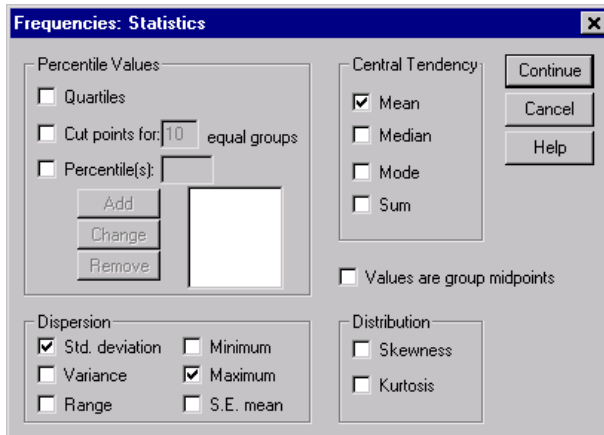 Frequencies: Statistics
Percentile Values
Quartiles
Cut points for: 10 equal groups
Percentile(s):
Add
Change
Remove
Central Tendency
Mean
Median
Mode
Sum
Continue
Cancel
Help
Values are group midpoints
Dispersion
Std. deviation Minimum
Variance Maximum
Range S.E. mean
Distribution
Skewness
Kurtosis